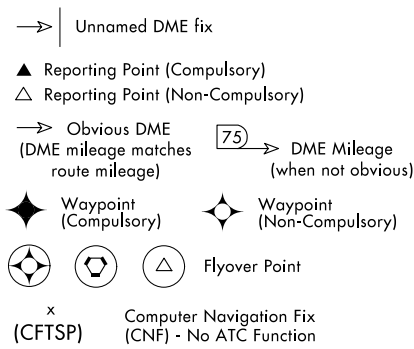 Unnamed DME fix
Reporting Point (Compulsory)
Reporting Point (Non-Compulsory)
Obvious DME
(DME mileage matches
route mileage)
75
DME Mileage
(when not obvious)
Waypoint
(Compulsory)
Waypoint
(Non-Compulsory)
Flyover Point
x
(CFTSP)
Computer Navigation Fix
(CNF) - No ATC Function